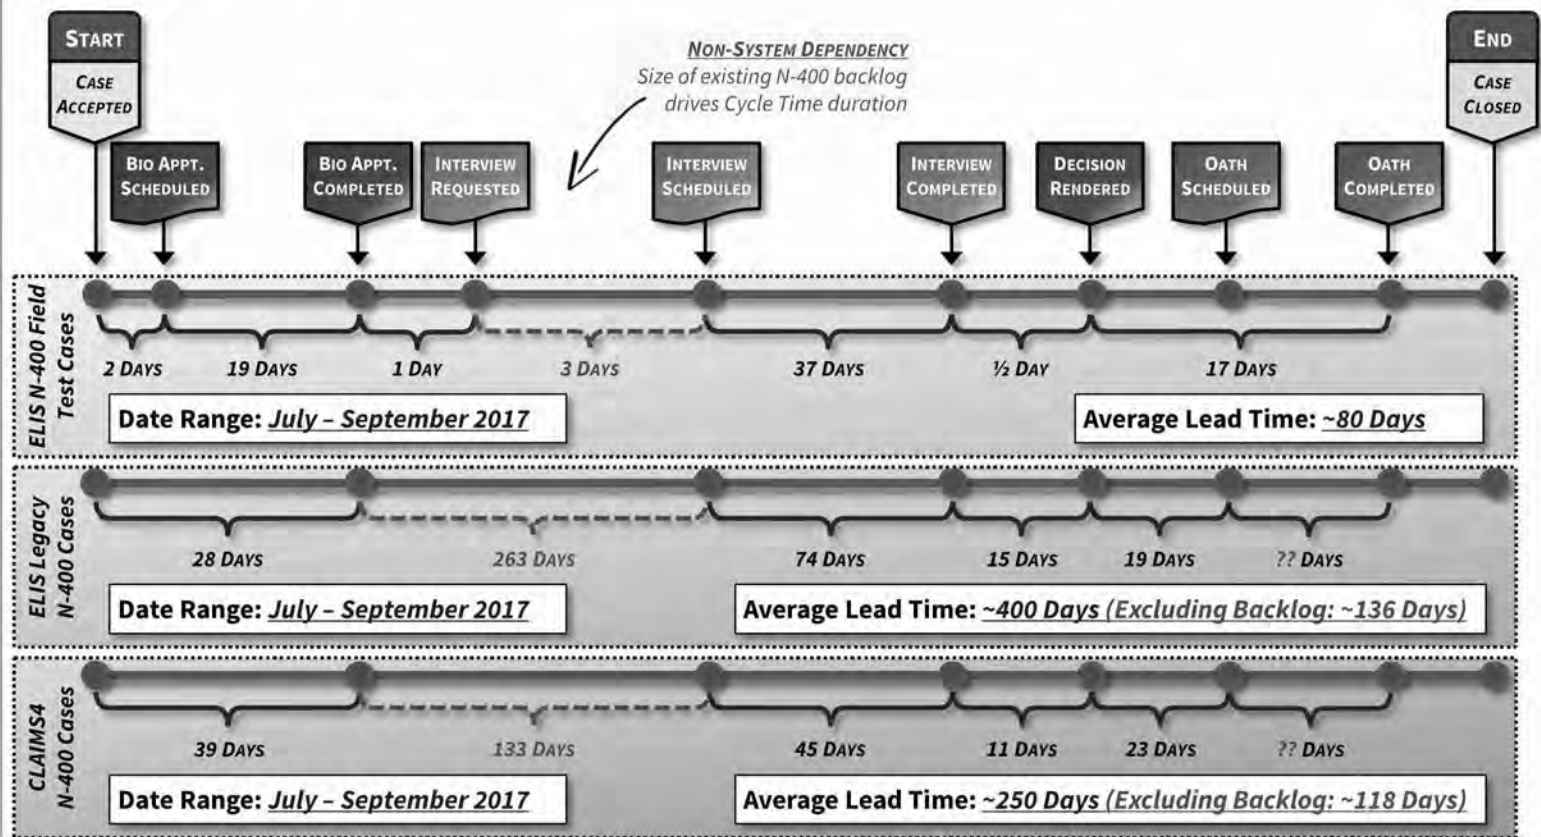 START
CASE
ACCEPTED
NON-SYSTEM DEPENDENCY
Size of existing N-400 backlog
drives Cycle Time duration
END
CASE
CLOSED
BIO APPT.
SCHEDULED
BIO APPT.
COMPLETED
INTERVIEW
REQUESTED
INTERVIEW
SCHEDULED
INTERVIEW
COMPLETED
DECISION
RENDERED
OATH
SCHEDULED
OATH
COMPLETED
ELIS N-400 Field
Test Cases
2 DAYS
19 DAYS
1 DAY
3 DAYS
37 DAYS
½ DAY
17 DAYS
Date Range: July – September 2017
Average Lead Time: ~80 Days
ELIS Legacy
N-400 Cases
28 DAYS
263 DAYS
74 DAYS
15 DAYS
19 DAYS
?? DAYS
Date Range: July – September 2017
Average Lead Time: ~400 Days (Excluding Backlog: ~136 Days)
CLAIMS4
N-400 Cases
39 DAYS
133 DAYS
45 DAYS
11 DAYS
23 DAYS
?? DAYS
Date Range: July – September 2017
Average Lead Time: ~250 Days (Excluding Backlog: ~118 Days)